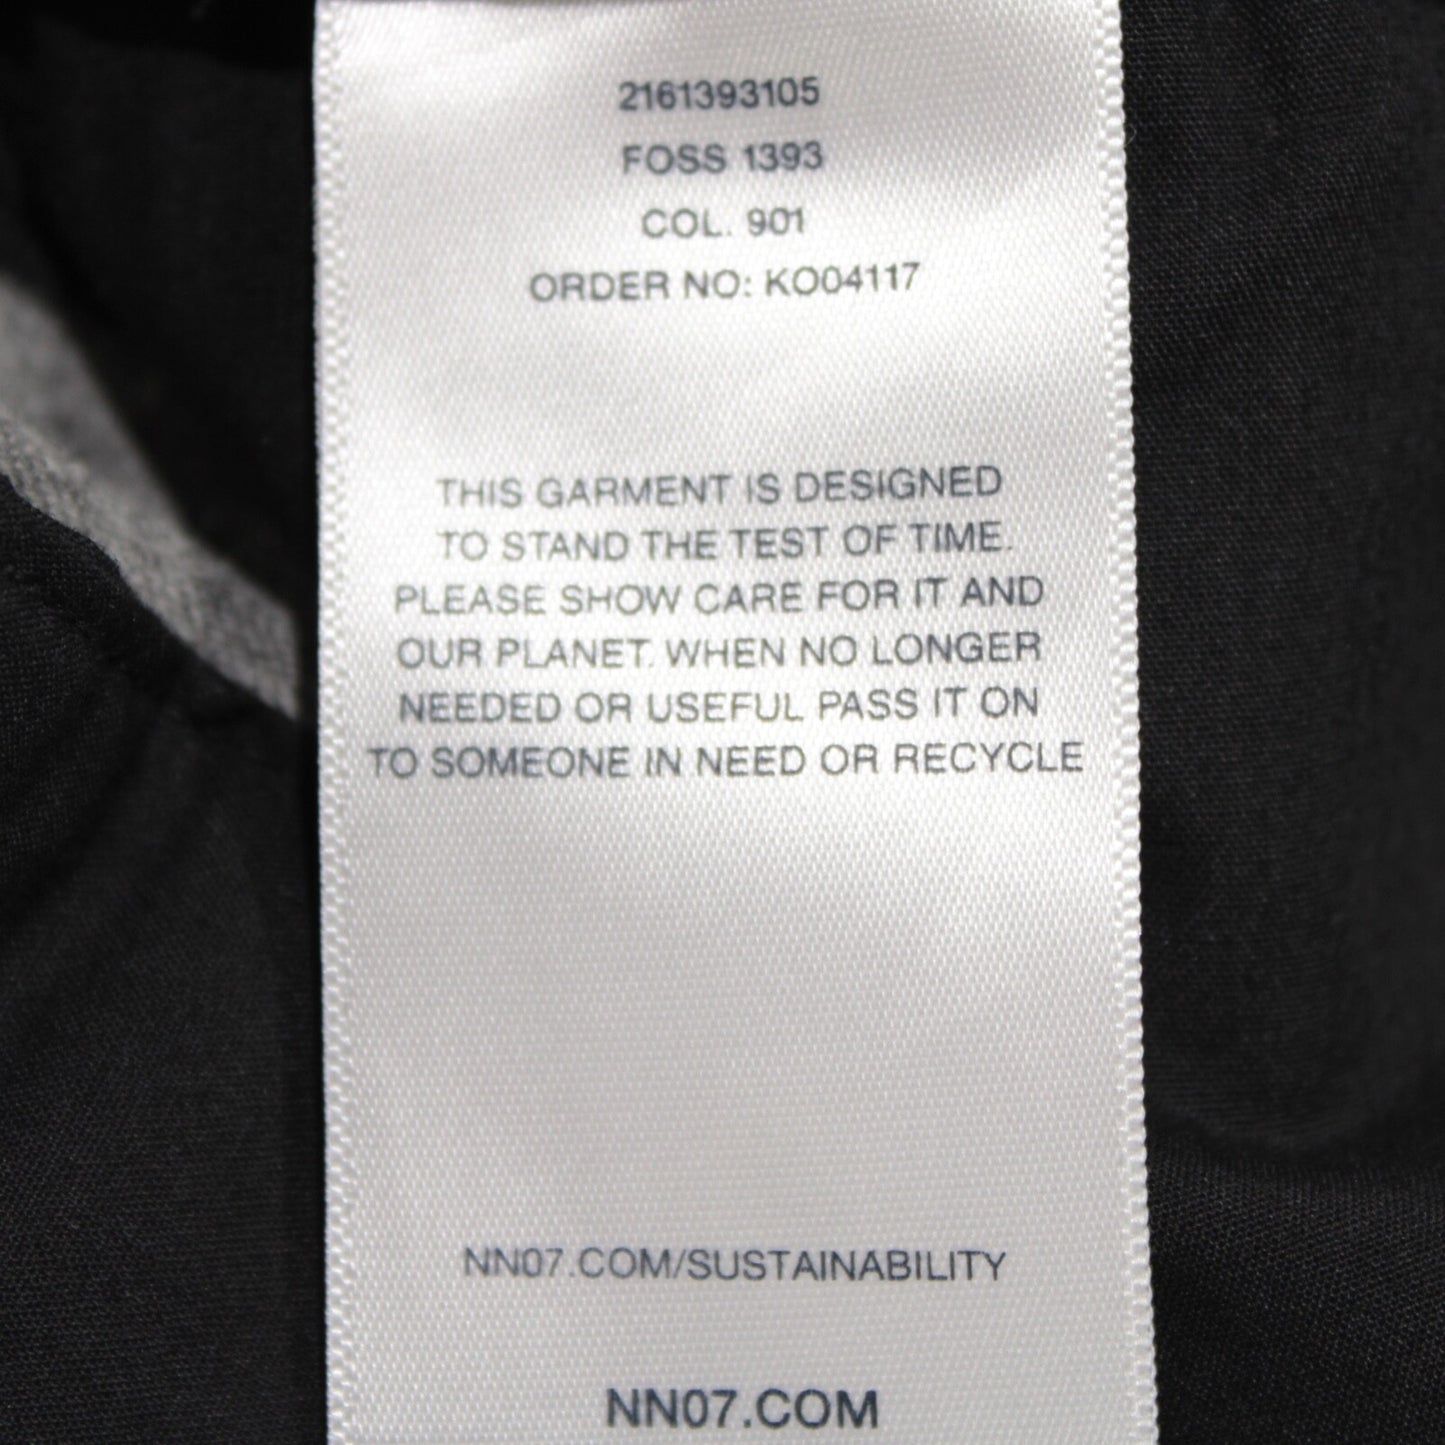 2161393105
FOSS 1393
COL. 901
ORDER NO: KO04117
THIS GARMENT IS DESIGNED
TO STAND THE TEST OF TIME.
PLEASE SHOW CARE FOR IT AND
OUR PLANET. WHEN NO LONGER
NEEDED OR USEFUL PASS IT ON
TO SOMEONE IN NEED OR RECYCLE
NN07.COM/SUSTAINABILITY
NN07.COM